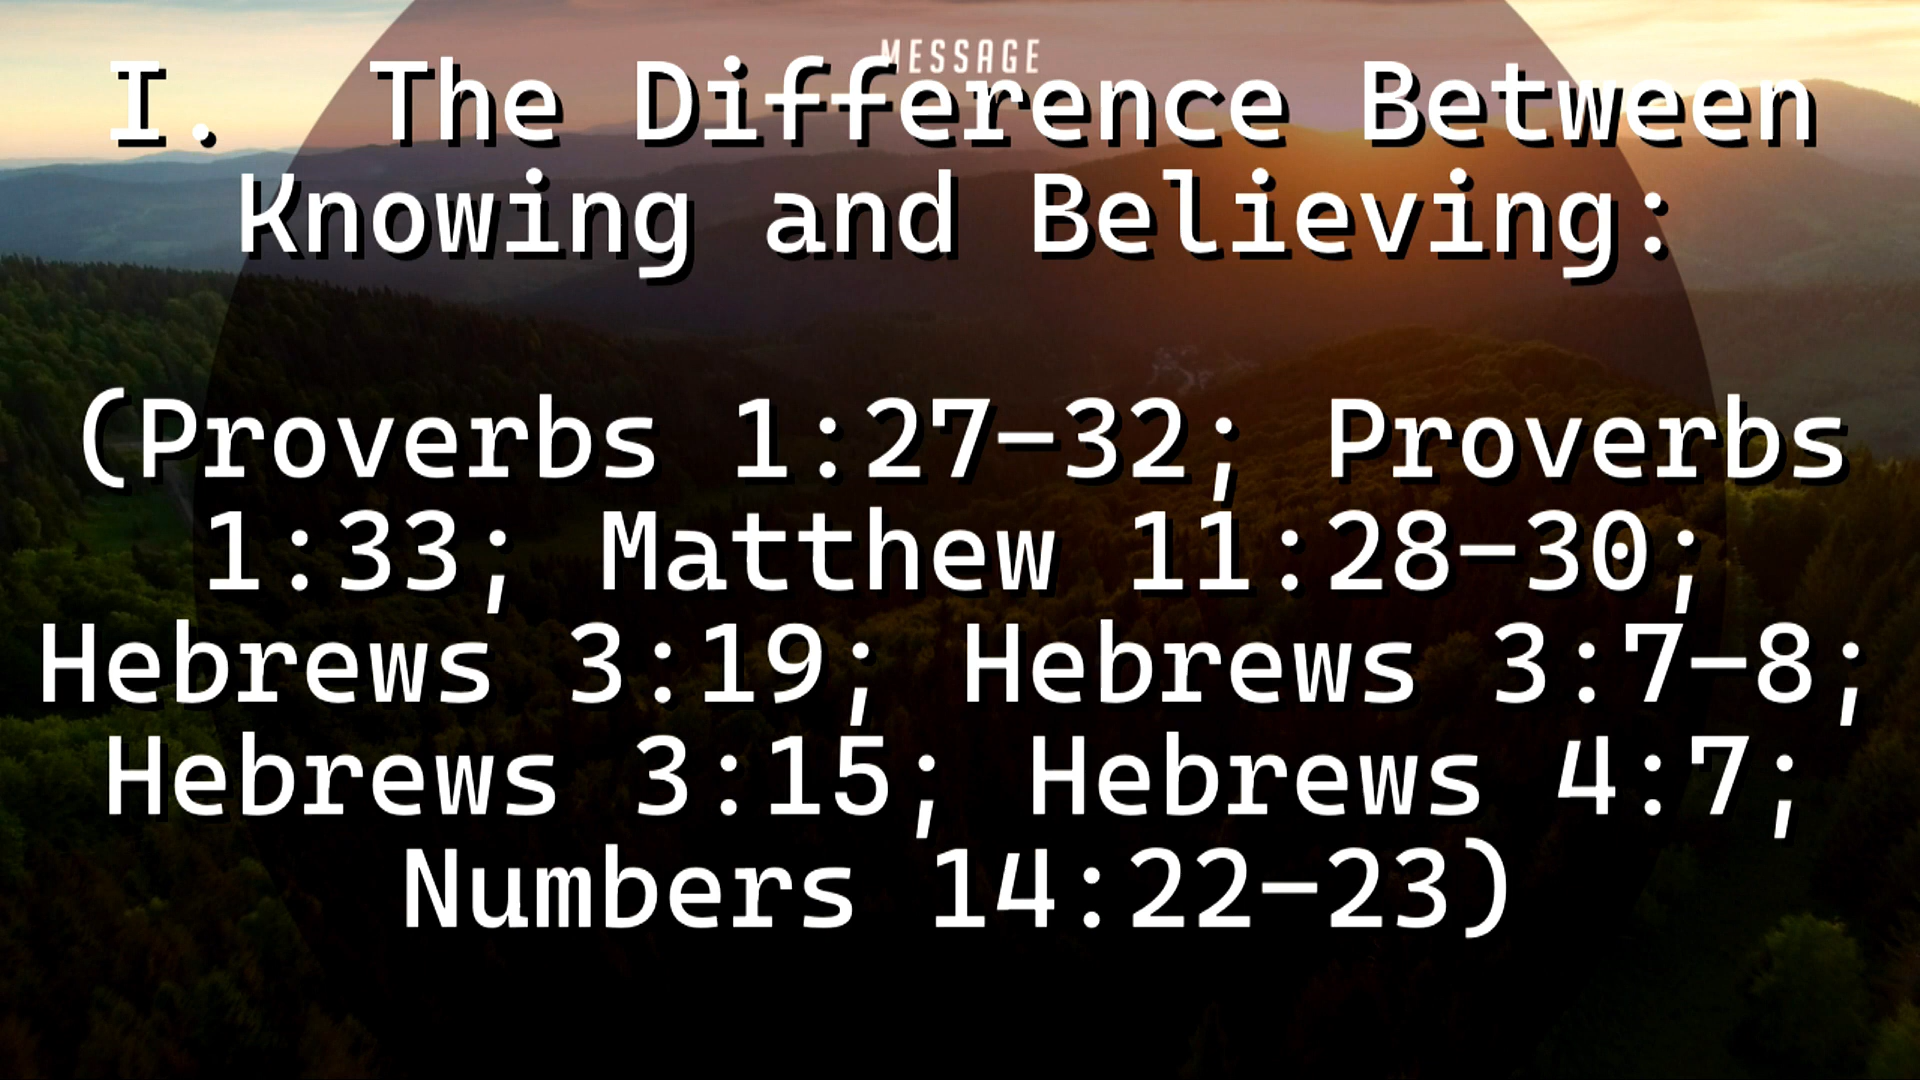 MESSAGE
I.  The Difference Between
Knowing and Believing:
(Proverbs 1:27-32; Proverbs
1:33; Matthew 11:28-30;
Hebrews 3:19; Hebrews 3:7-8;
Hebrews 3:15; Hebrews 4:7;
Numbers 14:22-23)